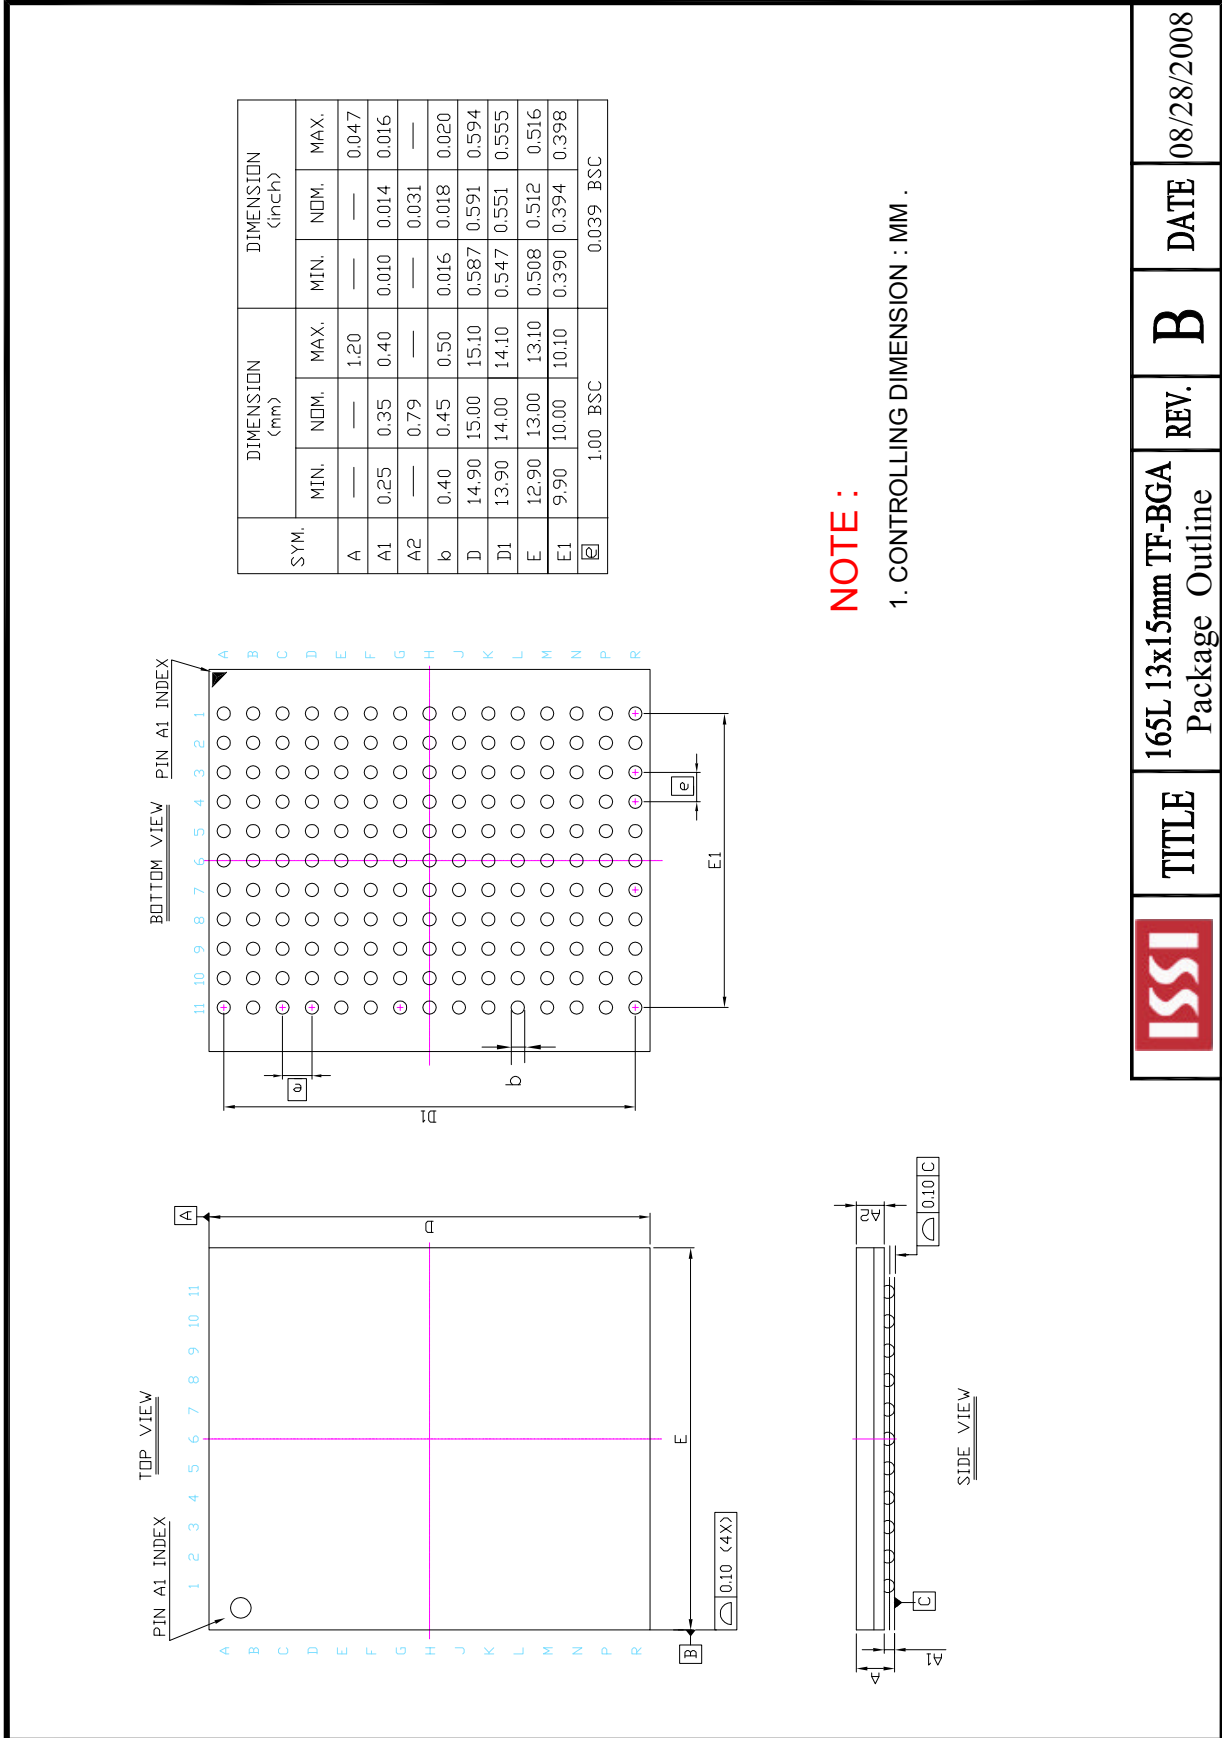 TOP VIEW
PIN A1 INDEX
1 2 3 4 5 6 7 8 9 10 11
A
B
C
D
E
F
G
H
J
K
L
M
N
P
R
A
D
E
B
0.10 (4X)
BOTTOM VIEW
PIN A1 INDEX
11 10 9 8 7 6 5 4 3 2 1
A
B
C
D
E
F
G
H
J
K
L
M
N
P
R
e
D1
b
e
E1
SYM. DIMENSION (mm) DIMENSION (inch)
MIN. NOM. MAX. MIN. NOM. MAX.
A — — 1.20 — — 0.047
A1 0.25 0.35 0.40 0.010 0.014 0.016
A2 — 0.79 — — 0.031 —
b 0.40 0.45 0.50 0.016 0.018 0.020
D 14.90 15.00 15.10 0.587 0.591 0.594
D1 13.90 14.00 14.10 0.547 0.551 0.555
E 12.90 13.00 13.10 0.508 0.512 0.516
E1 9.90 10.00 10.10 0.390 0.394 0.398
e 1.00 BSC 0.039 BSC
A
A1
A2
C
0.10 C
SIDE VIEW
NOTE :
1. CONTROLLING DIMENSION : MM .
ISSI
TITLE
165L 13x15mm TF-BGA
Package Outline
REV.
B
DATE
08/28/2008